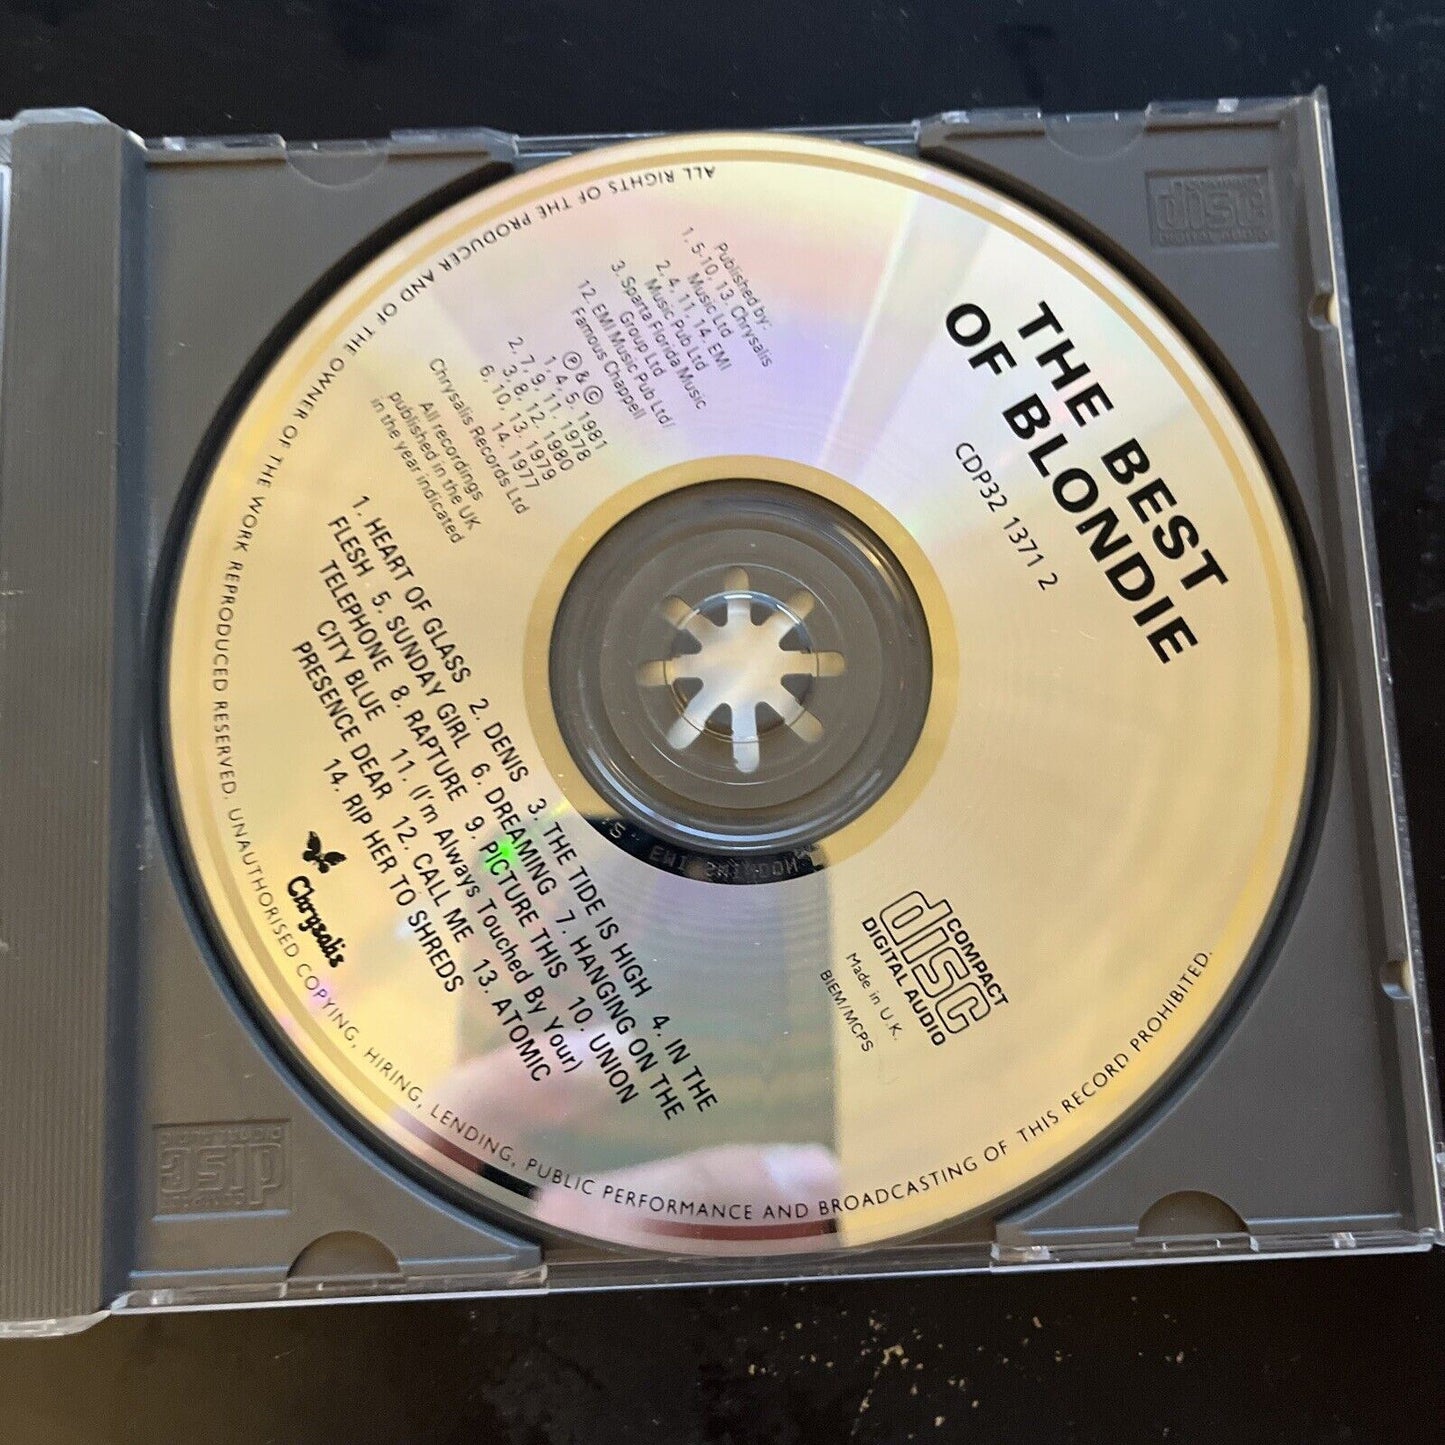 THE BEST
OF BLONDIE
CDP32 1371 2
Published by:
1. 5-10, 13. Chrysalis
Music Ltd
2, 4, 11, 14. EMI
Music Pub Ltd
3. Sparta Florida Music
Group Ltd
12. EMI Music Pub Ltd/
Famous Chappell
Ⓟ & ©
1, 4, 5. 1981
2, 7, 9, 11. 1978
3, 8, 12. 1980
6, 10, 13. 1979
14. 1977
Chrysalis Records Ltd
All recordings
published in the UK
in the year indicated
1. HEART OF GLASS 2. DENIS 3. THE TIDE IS HIGH 4. IN THE
FLESH 5. SUNDAY GIRL 6. DREAMING 7. HANGING ON THE
TELEPHONE 8. RAPTURE 9. PICTURE THIS 10. UNION
CITY BLUE 11. (I'm Always Touched By Your)
PRESENCE DEAR 12. CALL ME 13. ATOMIC
14. RIP HER TO SHREDS
Chrysalis
COMPACT
disc
DIGITAL AUDIO
Made in U.K.
BIEM/MCPS
ALL RIGHTS OF THE PRODUCER AND OF THE OWNER OF THE WORK REPRODUCED RESERVED. UNAUTHORISED COPYING, HIRING, LENDING, PUBLIC PERFORMANCE AND BROADCASTING OF THIS RECORD PROHIBITED.
COMPACT
disc
DIGITAL AUDIO